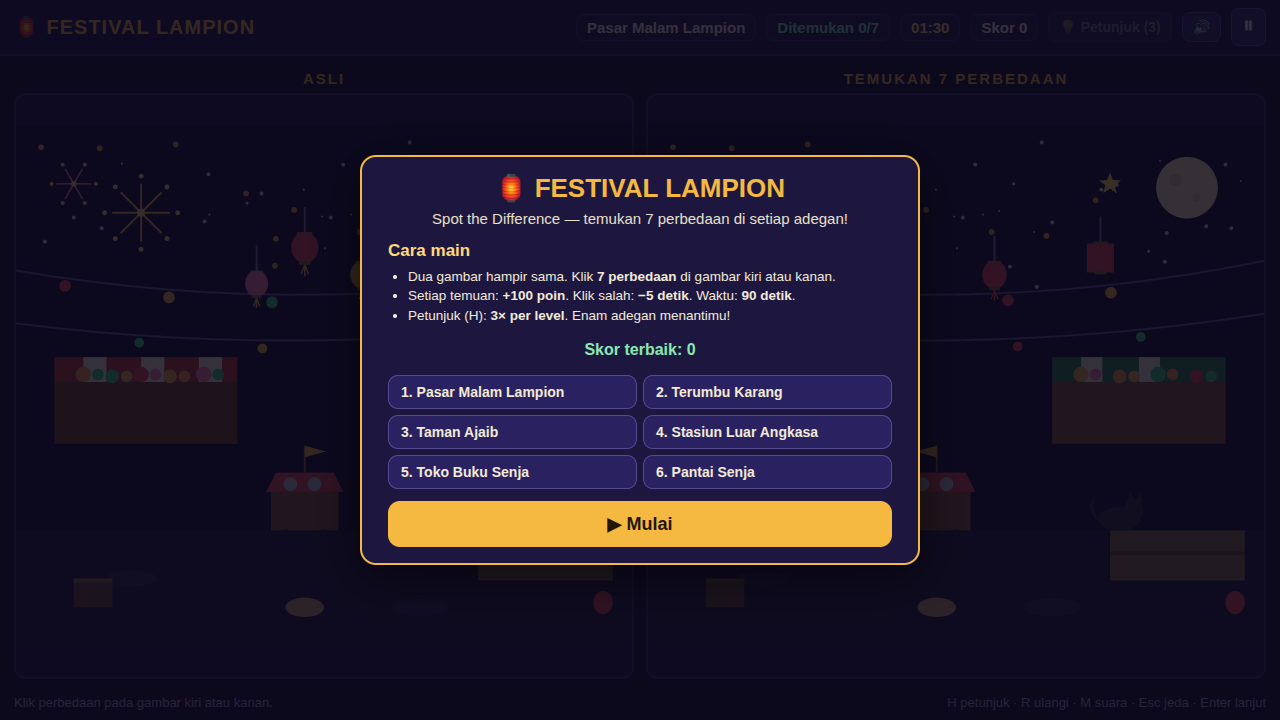 🏮 FESTIVAL LAMPION
Pasar Malam Lampion
Ditemukan 0/7
01:30
Skor 0
💡 Petunjuk (3)
ASLI
TEMUKAN 7 PERBEDAAN
🏮 FESTIVAL LAMPION
Spot the Difference — temukan 7 perbedaan di setiap adegan!
Cara main
• Dua gambar hampir sama. Klik 7 perbedaan di gambar kiri atau kanan.
• Setiap temuan: +100 poin. Klik salah: −5 detik. Waktu: 90 detik.
• Petunjuk (H): 3× per level. Enam adegan menantimu!
Skor terbaik: 0
1. Pasar Malam Lampion
2. Terumbu Karang
3. Taman Ajaib
4. Stasiun Luar Angkasa
5. Toko Buku Senja
6. Pantai Senja
▶ Mulai
Klik perbedaan pada gambar kiri atau kanan.
H petunjuk · R ulangi · M suara · Esc jeda · Enter lanjut